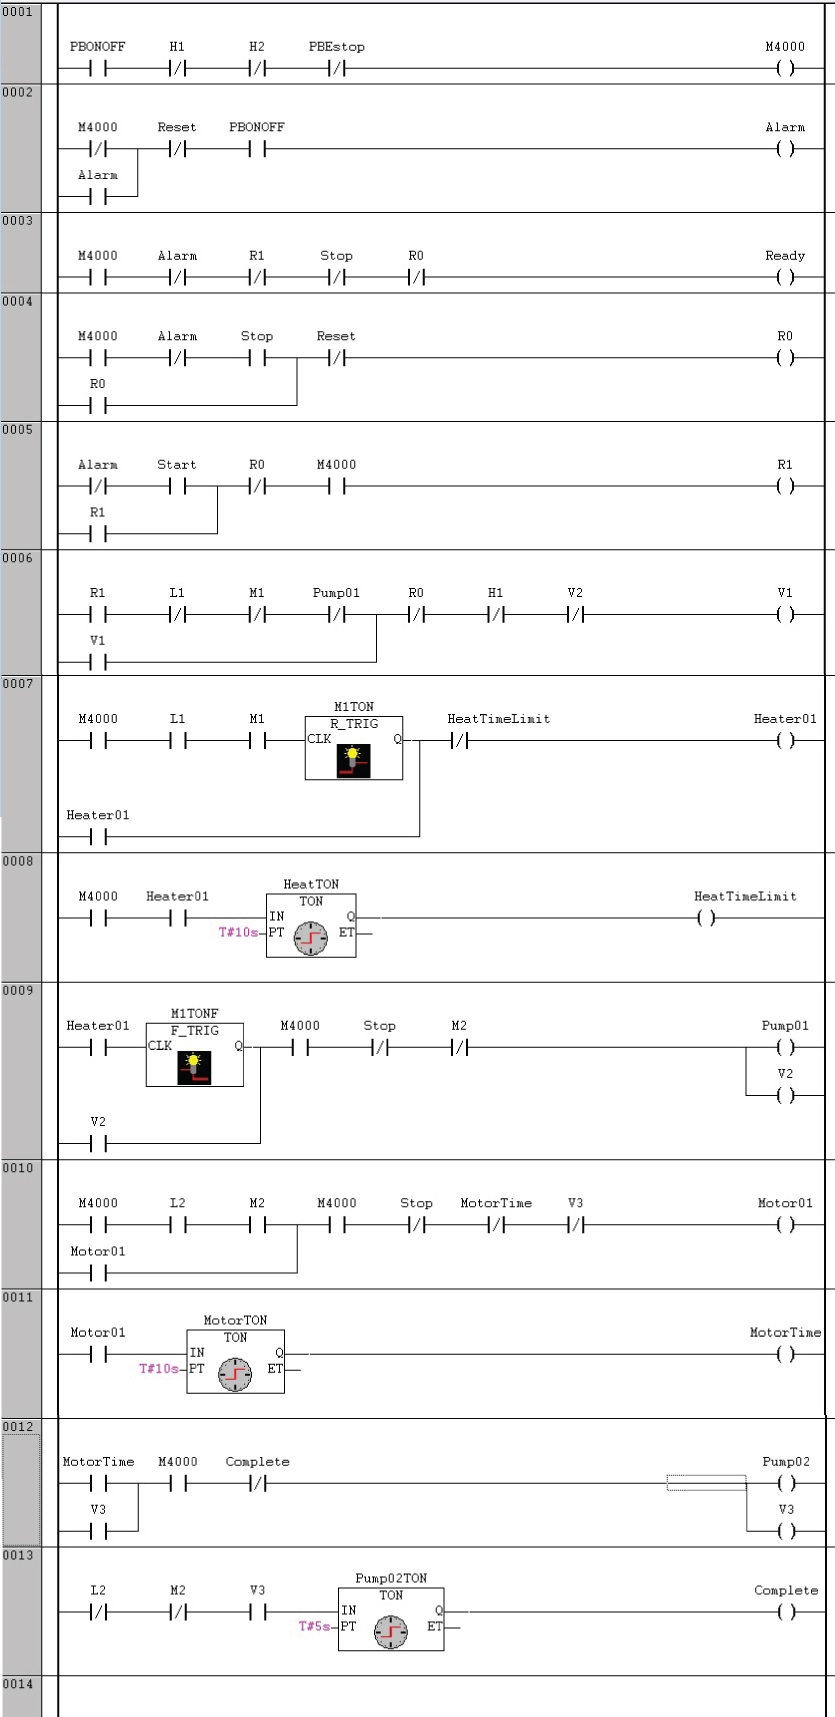 0001
PBONOFF H1 H2 PBEstop M4000
0002
M4000 Reset PBONOFF Alarm
Alarm
0003
M4000 Alarm R1 Stop R0 Ready
0004
M4000 Alarm Stop Reset R0
R0
0005
Alarm Start R0 M4000 R1
R1
0006
R1 L1 M1 Pump01 R0 H1 V2 V1
V1
0007
M1TON
M4000 L1 M1 R_TRIG HeatTimeLimit Heater01
CLK Q
Heater01
0008
HeatTON
M4000 Heater01 TON HeatTimeLimit
IN Q
T#10s PT ET
0009
M1TONF
Heater01 F_TRIG M4000 Stop M2 Pump01
CLK Q
V2
V2
0010
M4000 L2 M2 M4000 Stop MotorTime V3 Motor01
Motor01
0011
MotorTON
Motor01 TON MotorTime
IN Q
T#10s PT ET
0012
MotorTime M4000 Complete Pump02
V3 V3
0013
Pump02TON
L2 M2 V3 TON Complete
IN Q
T#5s PT ET
0014